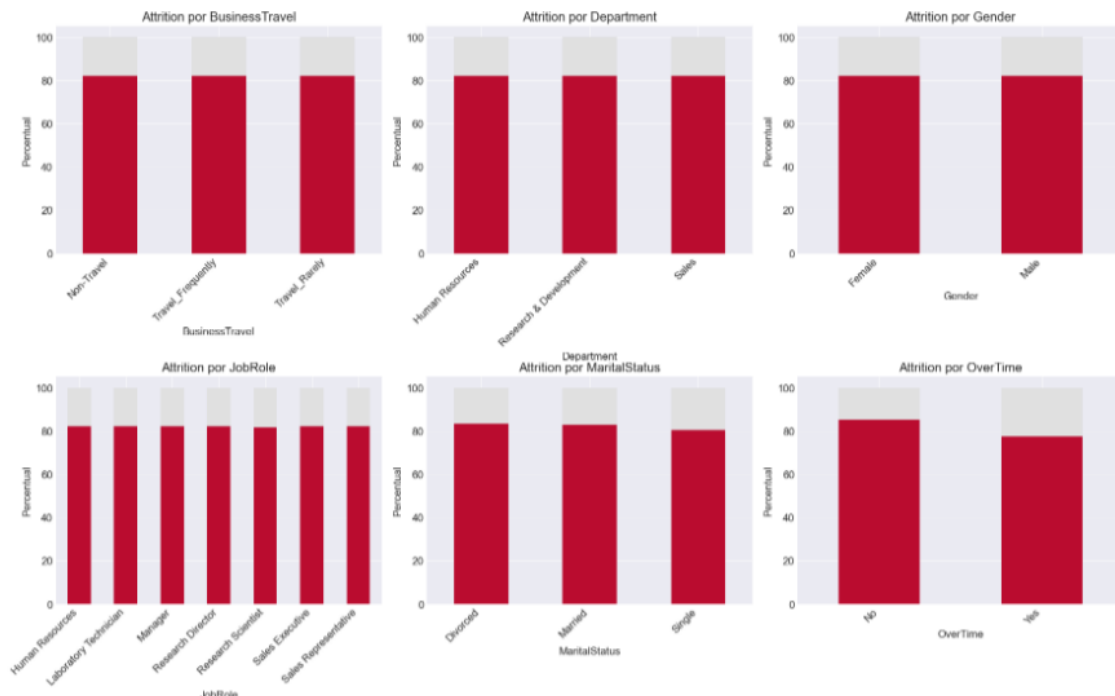 Attrition por BusinessTravel
100
80
60
40
20
0
Percentual
Non-Travel
Travel_Frequently
Travel_Rarely
BusinessTravel
Attrition por Department
100
80
60
40
20
0
Percentual
Human Resources
Research & Development
Sales
Department
Attrition por Gender
100
80
60
40
20
0
Percentual
Female
Male
Gender
Attrition por JobRole
100
80
60
40
20
0
Percentual
Human Resources
Laboratory Technician
Manager
Research Director
Research Scientist
Sales Executive
Sales Representative
JobRole
Attrition por MaritalStatus
100
80
60
40
20
0
Percentual
Divorced
Married
Single
MaritalStatus
Attrition por OverTime
100
80
60
40
20
0
Percentual
No
Yes
OverTime